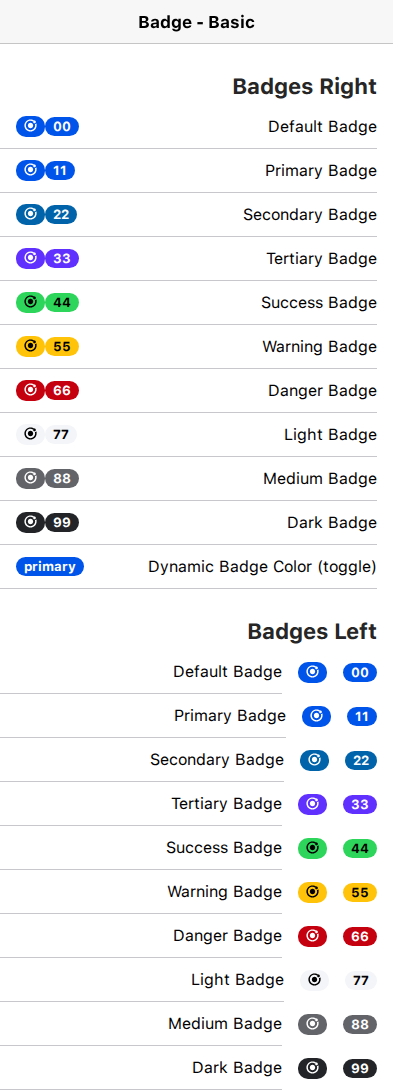 Badge - Basic
Badges Right
00 Default Badge
11 Primary Badge
22 Secondary Badge
33 Tertiary Badge
44 Success Badge
55 Warning Badge
66 Danger Badge
77 Light Badge
88 Medium Badge
99 Dark Badge
primary Dynamic Badge Color (toggle)
Badges Left
Default Badge 00
Primary Badge 11
Secondary Badge 22
Tertiary Badge 33
Success Badge 44
Warning Badge 55
Danger Badge 66
Light Badge 77
Medium Badge 88
Dark Badge 99